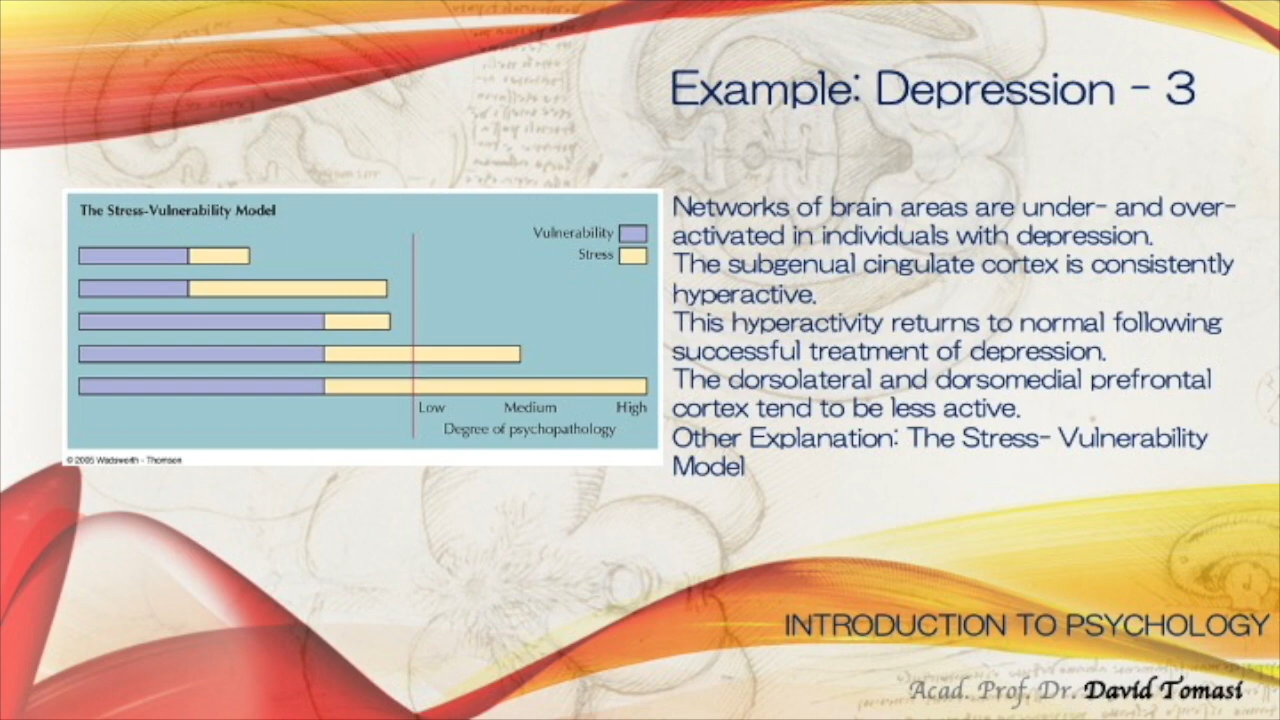 Example: Depression - 3
The Stress-Vulnerability Model
Vulnerability
Stress
Low Medium High
Degree of psychopathology
© 2005 Wadsworth - Thomson
Networks of brain areas are under- and over-
activated in individuals with depression.
The subgenual cingulate cortex is consistently
hyperactive.
This hyperactivity returns to normal following
successful treatment of depression.
The dorsolateral and dorsomedial prefrontal
cortex tend to be less active.
Other Explanation: The Stress- Vulnerability
Model
INTRODUCTION TO PSYCHOLOGY
Acad. Prof. Dr. David Tomasi